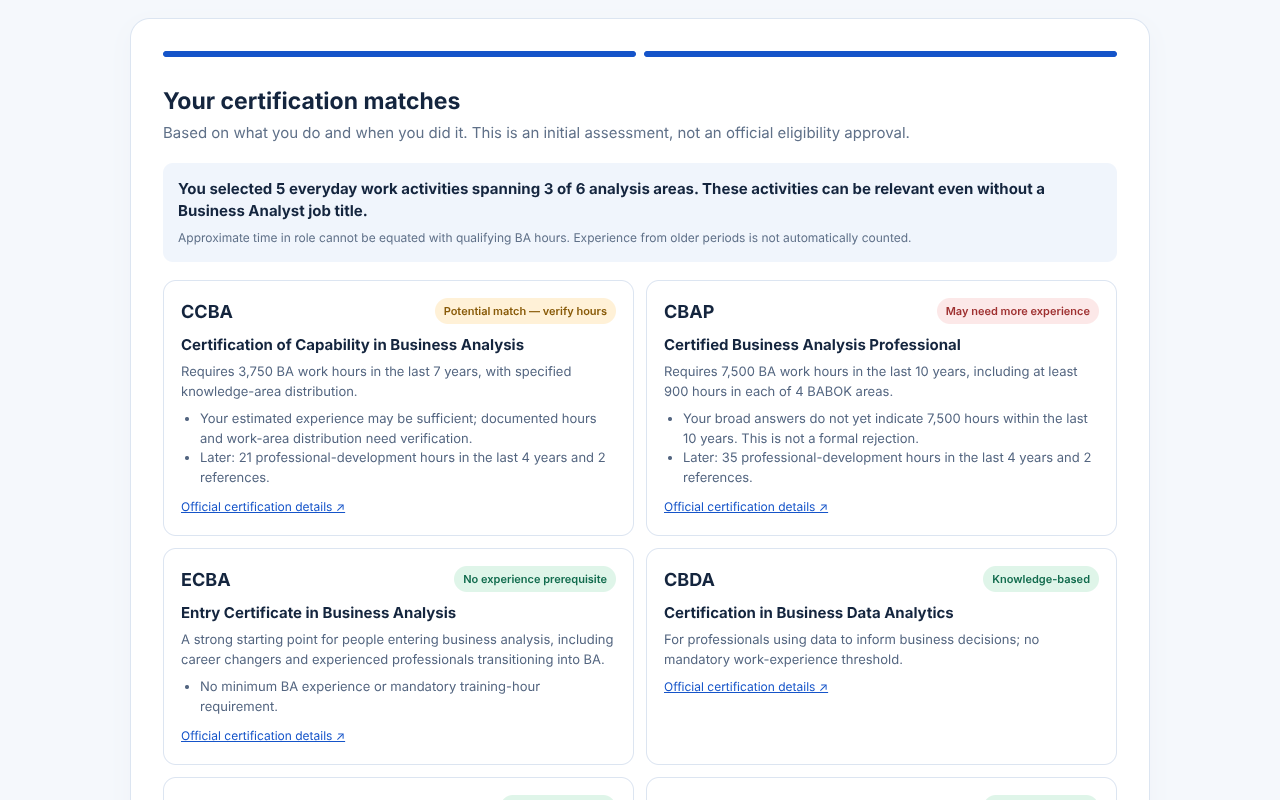 Your certification matches
Based on what you do and when you did it. This is an initial assessment, not an official eligibility approval.
You selected 5 everyday work activities spanning 3 of 6 analysis areas. These activities can be relevant even without a
Business Analyst job title.
Approximate time in role cannot be equated with qualifying BA hours. Experience from older periods is not automatically counted.
CCBA
Potential match — verify hours
Certification of Capability in Business Analysis
Requires 3,750 BA work hours in the last 7 years, with specified
knowledge-area distribution.
• Your estimated experience may be sufficient; documented hours
and work-area distribution need verification.
• Later: 21 professional-development hours in the last 4 years and 2
references.
Official certification details ↗
CBAP
May need more experience
Certified Business Analysis Professional
Requires 7,500 BA work hours in the last 10 years, including at least
900 hours in each of 4 BABOK areas.
• Your broad answers do not yet indicate 7,500 hours within the last
10 years. This is not a formal rejection.
• Later: 35 professional-development hours in the last 4 years and 2
references.
Official certification details ↗
ECBA
No experience prerequisite
Entry Certificate in Business Analysis
A strong starting point for people entering business analysis, including
career changers and experienced professionals transitioning into BA.
• No minimum BA experience or mandatory training-hour
requirement.
Official certification details ↗
CBDA
Knowledge-based
Certification in Business Data Analytics
For professionals using data to inform business decisions; no
mandatory work-experience threshold.
Official certification details ↗